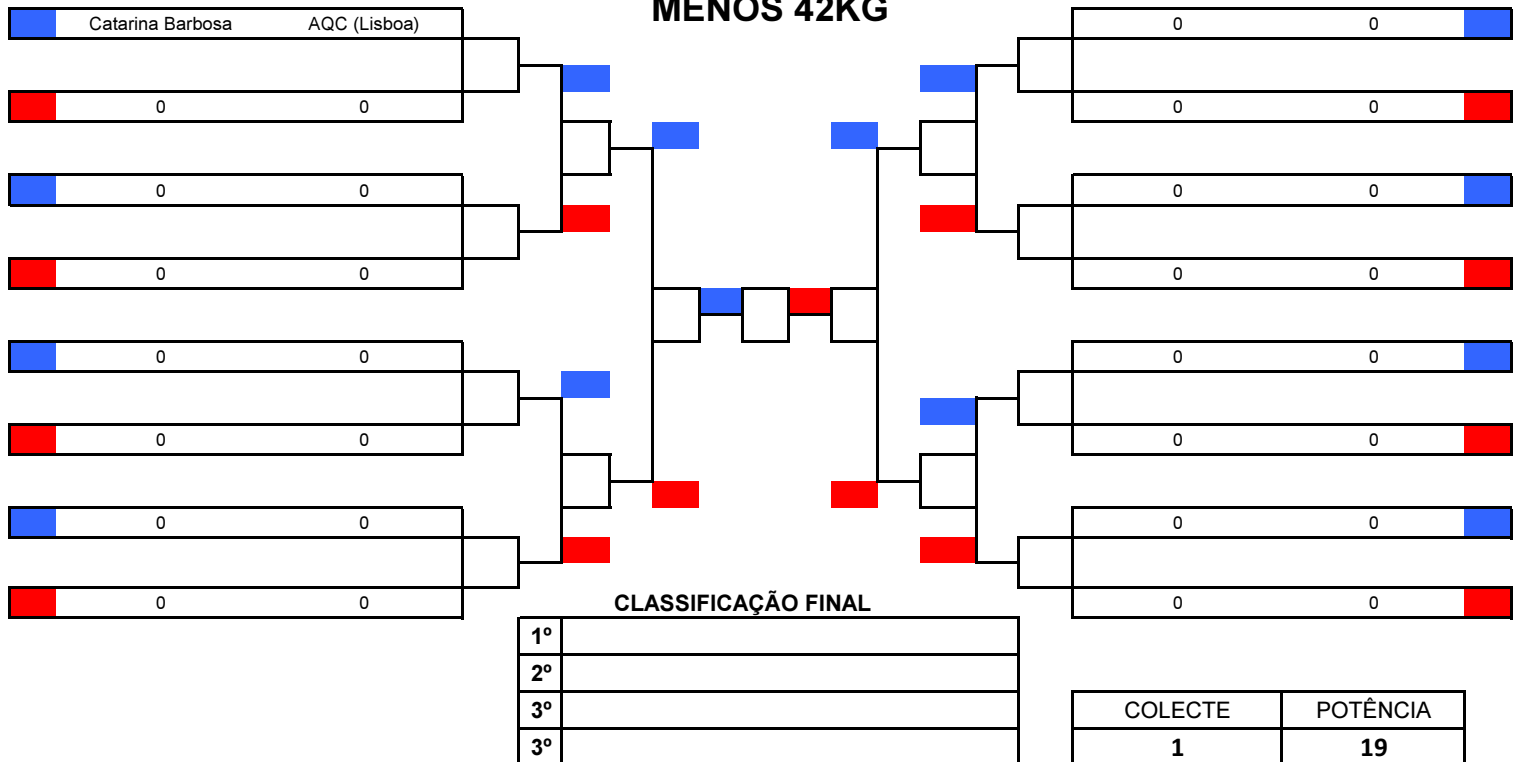 MENOS 42KG
Catarina Barbosa AQC (Lisboa) 0 0
0 0 0 0
0 0 0 0
0 0 0 0
0 0 0 0
0 0 0 0
0 0 0 0
0 0 0 0
CLASSIFICAÇÃO FINAL
1º
2º
3º
3º
COLECTE POTÊNCIA
1 19